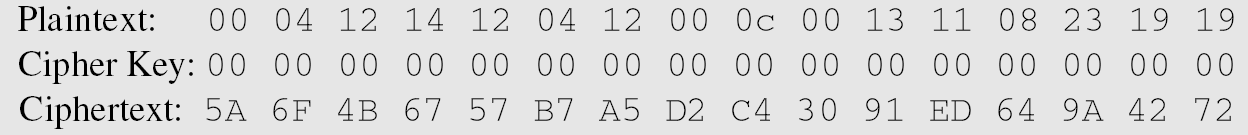 Plaintext: 00 04 12 14 12 04 12 00 0c 00 13 11 08 23 19 19
Cipher Key: 00 00 00 00 00 00 00 00 00 00 00 00 00 00 00 00
Ciphertext: 5A 6F 4B 67 57 B7 A5 D2 C4 30 91 ED 64 9A 42 72